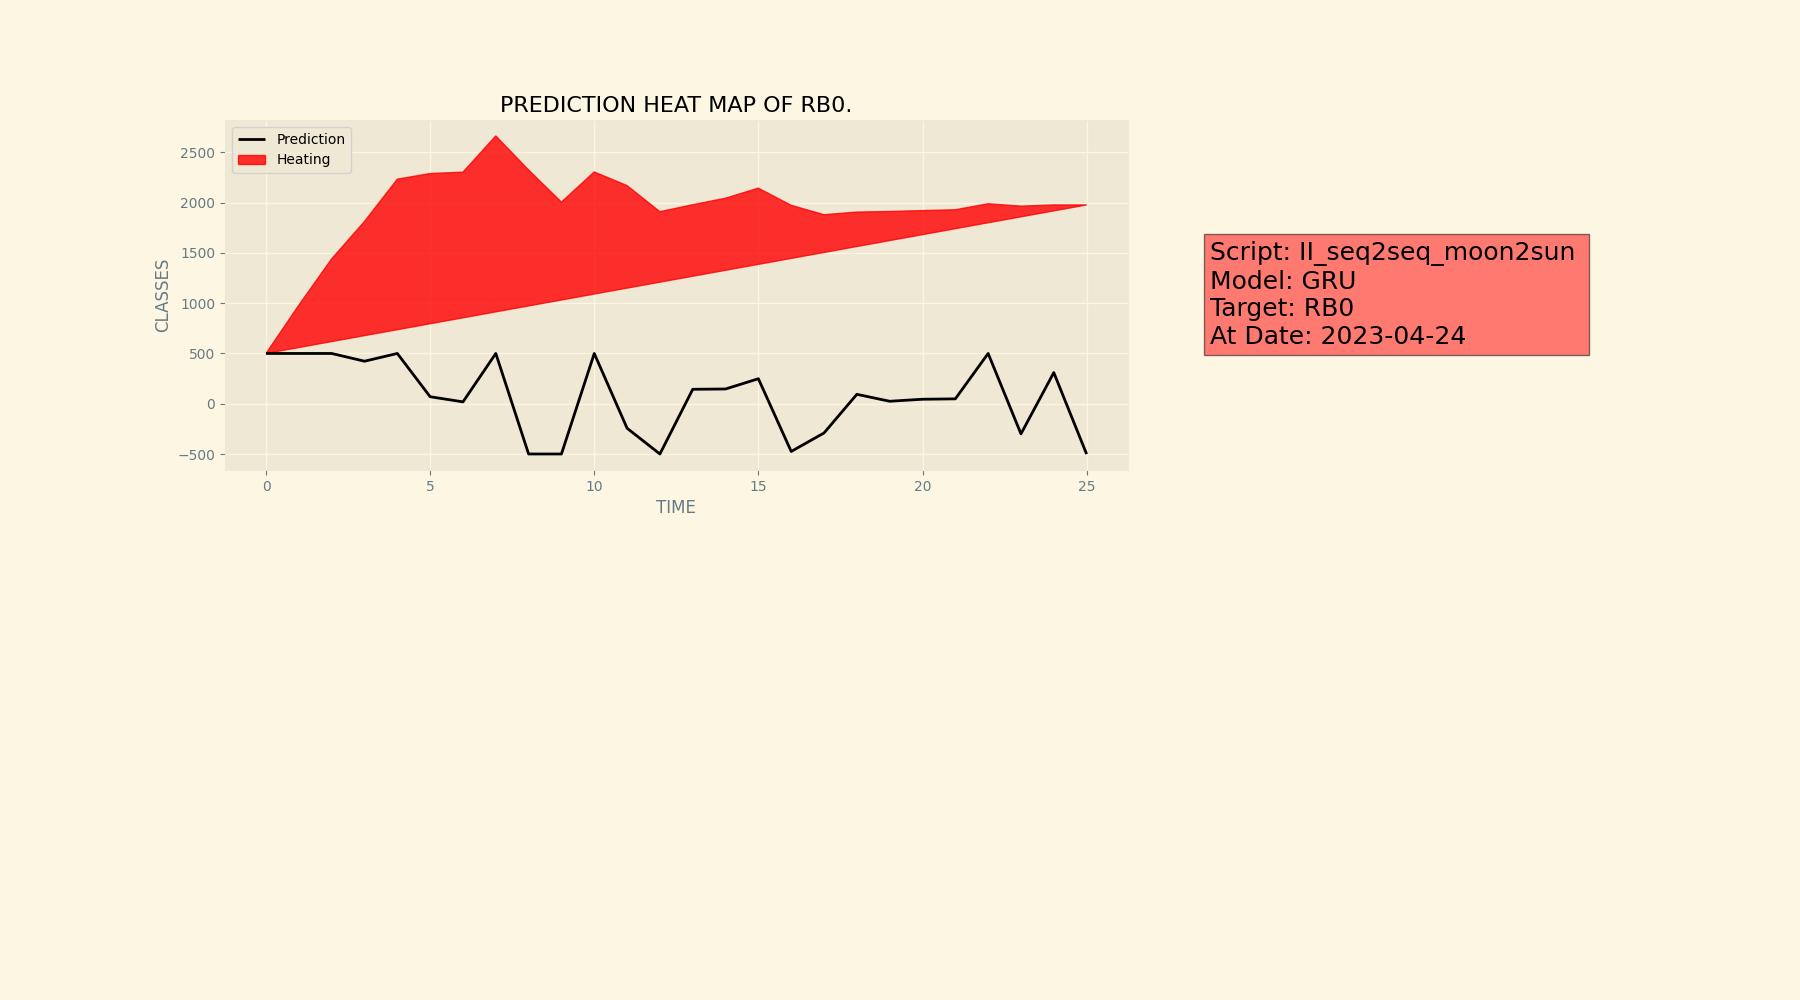 PREDICTION HEAT MAP OF RB0.
Prediction
Heating
CLASSES
2500
2000
1500
1000
500
0
−500
0 5 10 15 20 25
TIME
Script: II_seq2seq_moon2sun
Model: GRU
Target: RB0
At Date: 2023-04-24